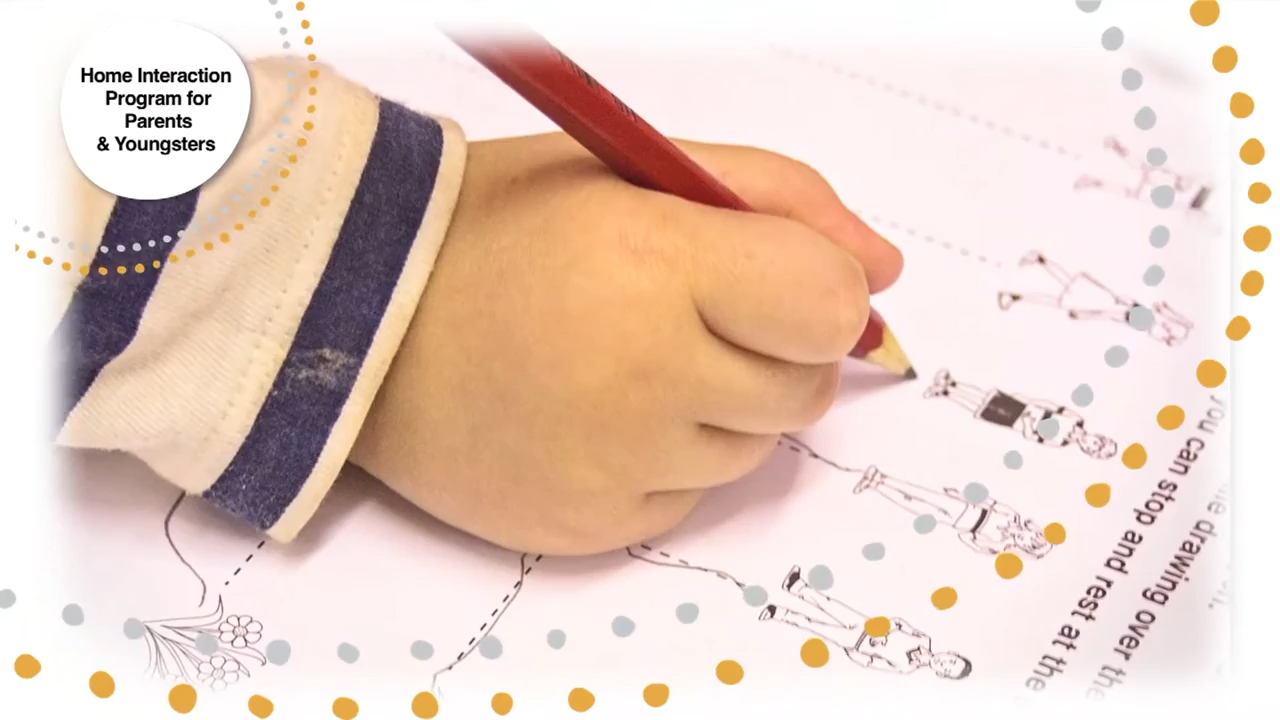 Home Interaction
Program for
Parents
& Youngsters
drawing over the
you can stop and rest at the